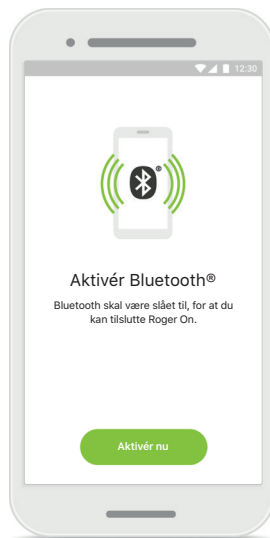 12:30
Aktivér Bluetooth®
Bluetooth skal være slået til, for at du
kan tilslutte Roger On.
Aktivér nu